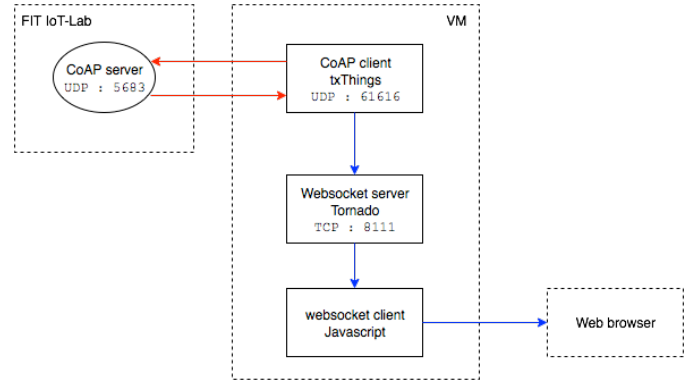 FIT IoT-Lab
VM
CoAP server
UDP : 5683
CoAP client
txThings
UDP : 61616
Websocket server
Tornado
TCP : 8111
websocket client
Javascript
Web browser